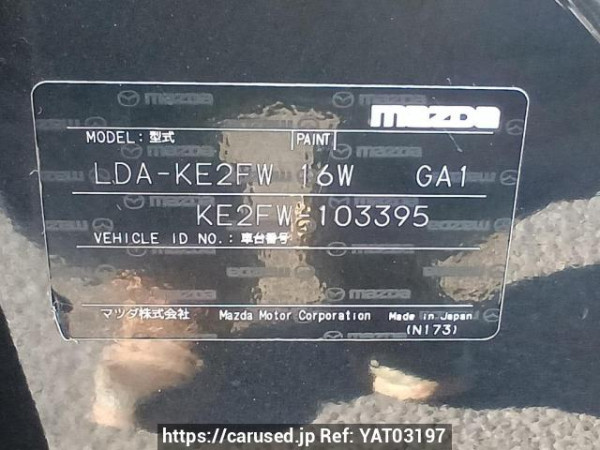 mazda
MODEL: 型式 PAINT
LDA-KE2FW 16W GA1
KE2FW-103395
VEHICLE ID NO.: 車台番号
マツダ株式会社 Mazda Motor Corporation Made in Japan
(N173)
https://carused.jp Ref: YAT03197